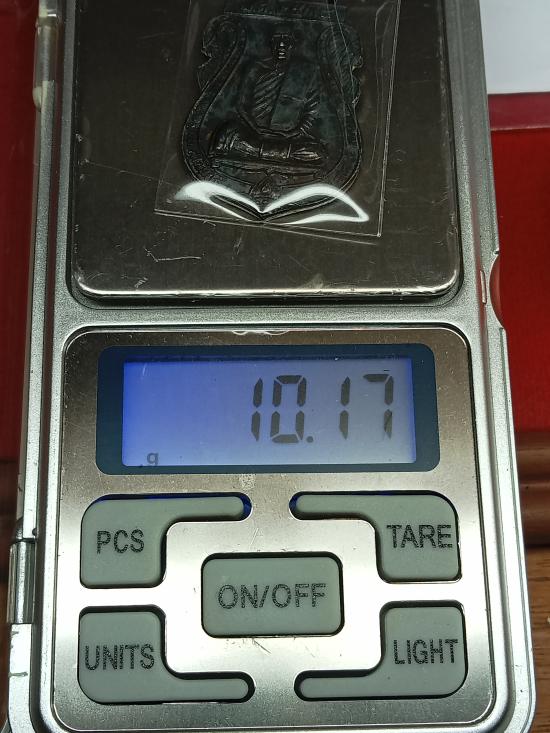 10.17
g
PCS
TARE
ON/OFF
UNITS
LIGHT